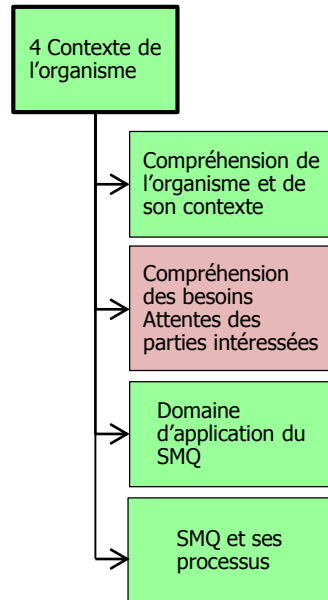 4 Contexte de
l’organisme
Compréhension de
l’organisme et de
son contexte
Compréhension
des besoins
Attentes des
parties intéressées
Domaine
d’application du
SMQ
SMQ et ses
processus